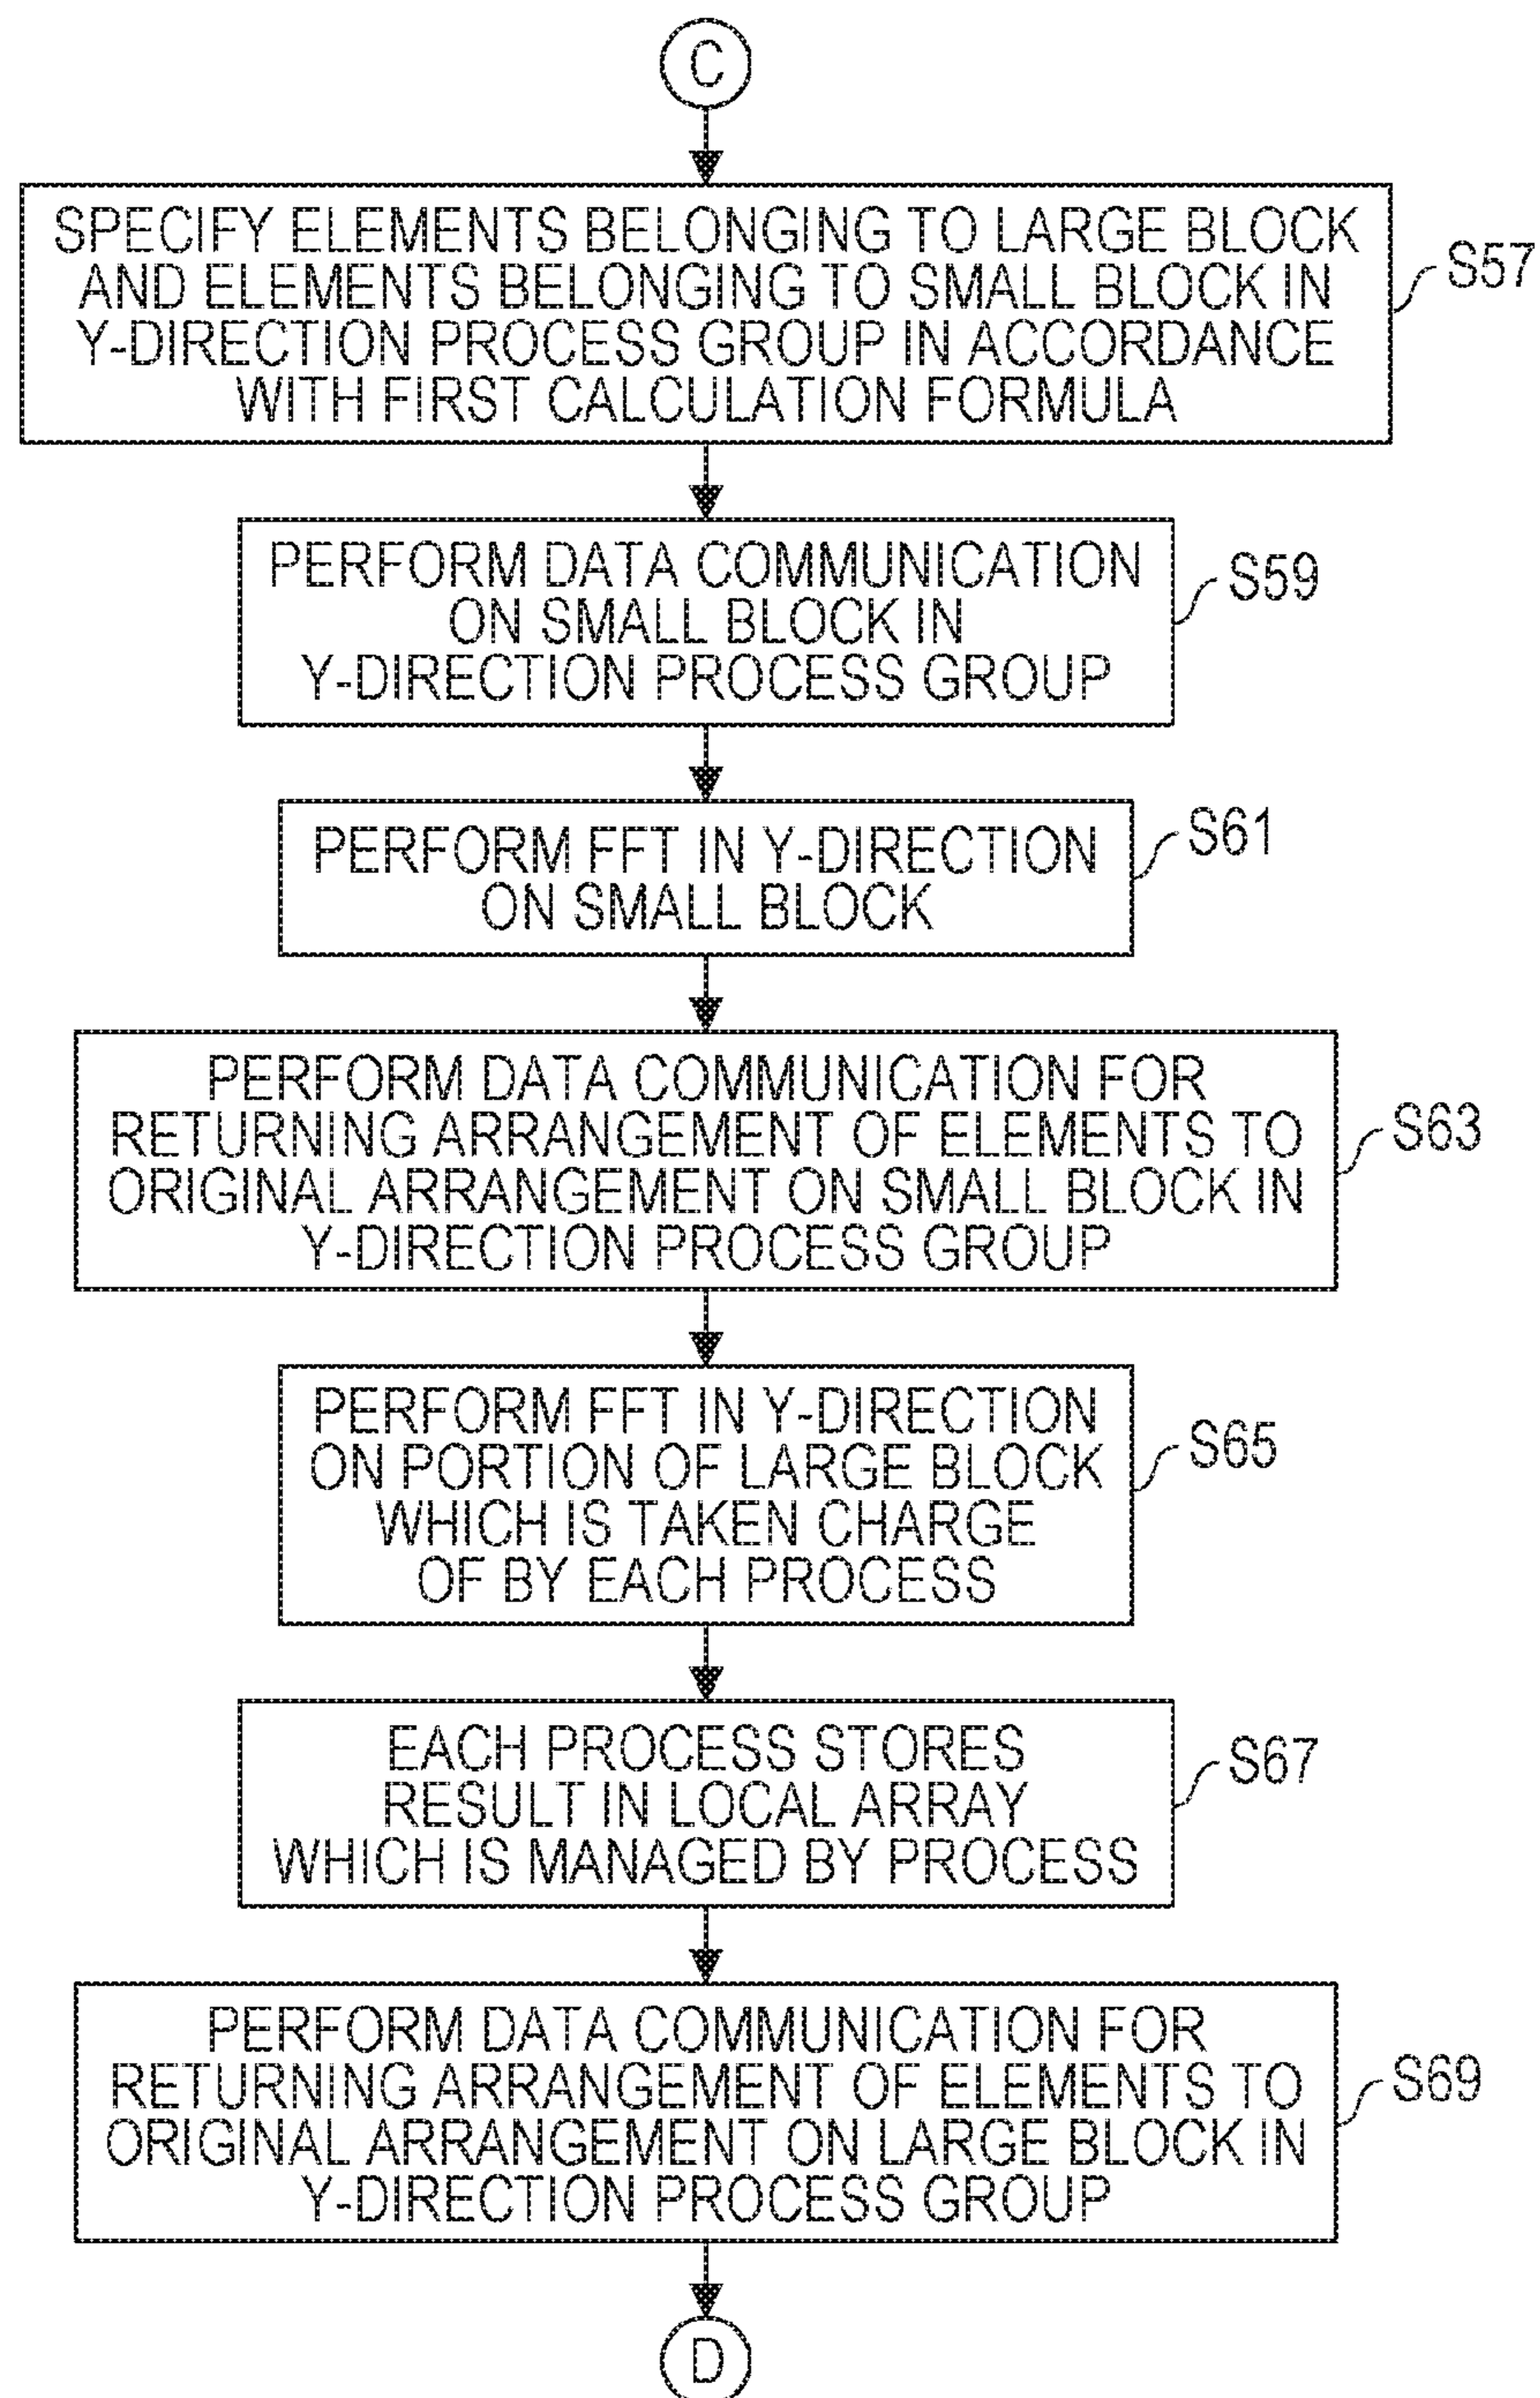 C
SPECIFY ELEMENTS BELONGING TO LARGE BLOCK
AND ELEMENTS BELONGING TO SMALL BLOCK IN
Y-DIRECTION PROCESS GROUP IN ACCORDANCE
WITH FIRST CALCULATION FORMULA
S57
PERFORM DATA COMMUNICATION
ON SMALL BLOCK IN
Y-DIRECTION PROCESS GROUP
S59
PERFORM FFT IN Y-DIRECTION
ON SMALL BLOCK
S61
PERFORM DATA COMMUNICATION FOR
RETURNING ARRANGEMENT OF ELEMENTS TO
ORIGINAL ARRANGEMENT ON SMALL BLOCK IN
Y-DIRECTION PROCESS GROUP
S63
PERFORM FFT IN Y-DIRECTION
ON PORTION OF LARGE BLOCK
WHICH IS TAKEN CHARGE
OF BY EACH PROCESS
S65
EACH PROCESS STORES
RESULT IN LOCAL ARRAY
WHICH IS MANAGED BY PROCESS
S67
PERFORM DATA COMMUNICATION FOR
RETURNING ARRANGEMENT OF ELEMENTS TO
ORIGINAL ARRANGEMENT ON LARGE BLOCK IN
Y-DIRECTION PROCESS GROUP
S69
D